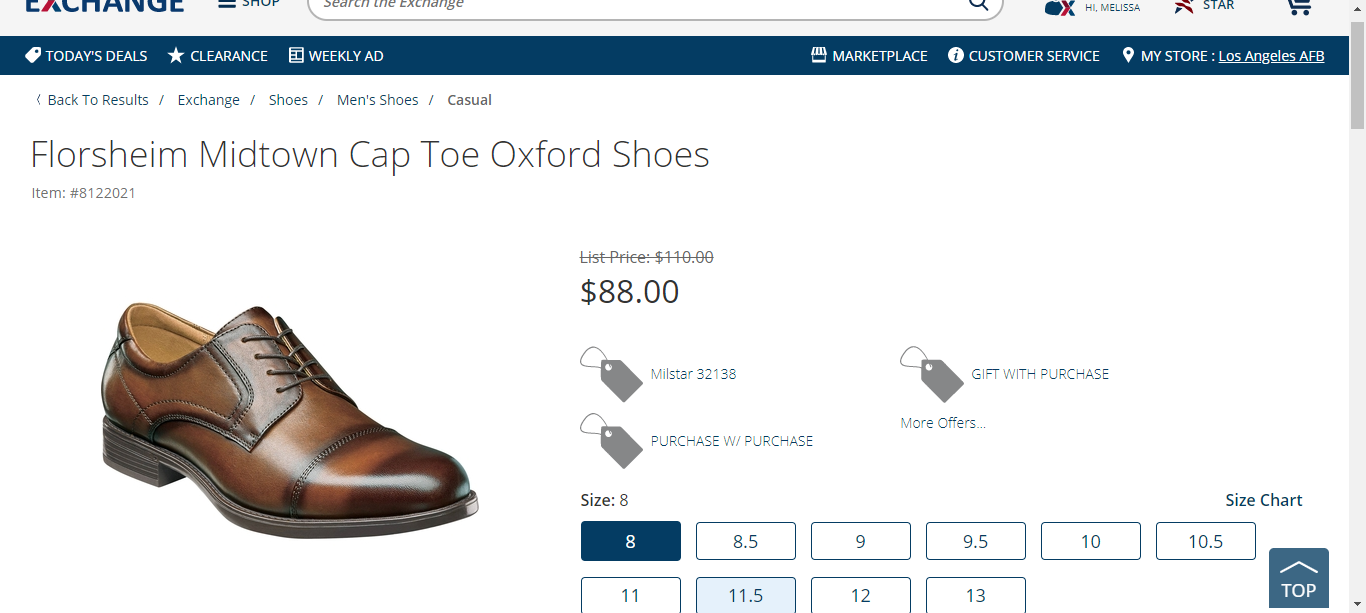 EXCHANGE
SHOP
Search the Exchange
HI, MELISSA
STAR
TODAY'S DEALS
CLEARANCE
WEEKLY AD
MARKETPLACE
CUSTOMER SERVICE
MY STORE : Los Angeles AFB
〈 Back To Results / Exchange / Shoes / Men's Shoes / Casual
Florsheim Midtown Cap Toe Oxford Shoes
Item: #8122021
List Price: $110.00
$88.00
Milstar 32138
GIFT WITH PURCHASE
PURCHASE W/ PURCHASE
More Offers...
Size: 8
Size Chart
8 8.5 9 9.5 10 10.5
11 11.5 12 13
TOP